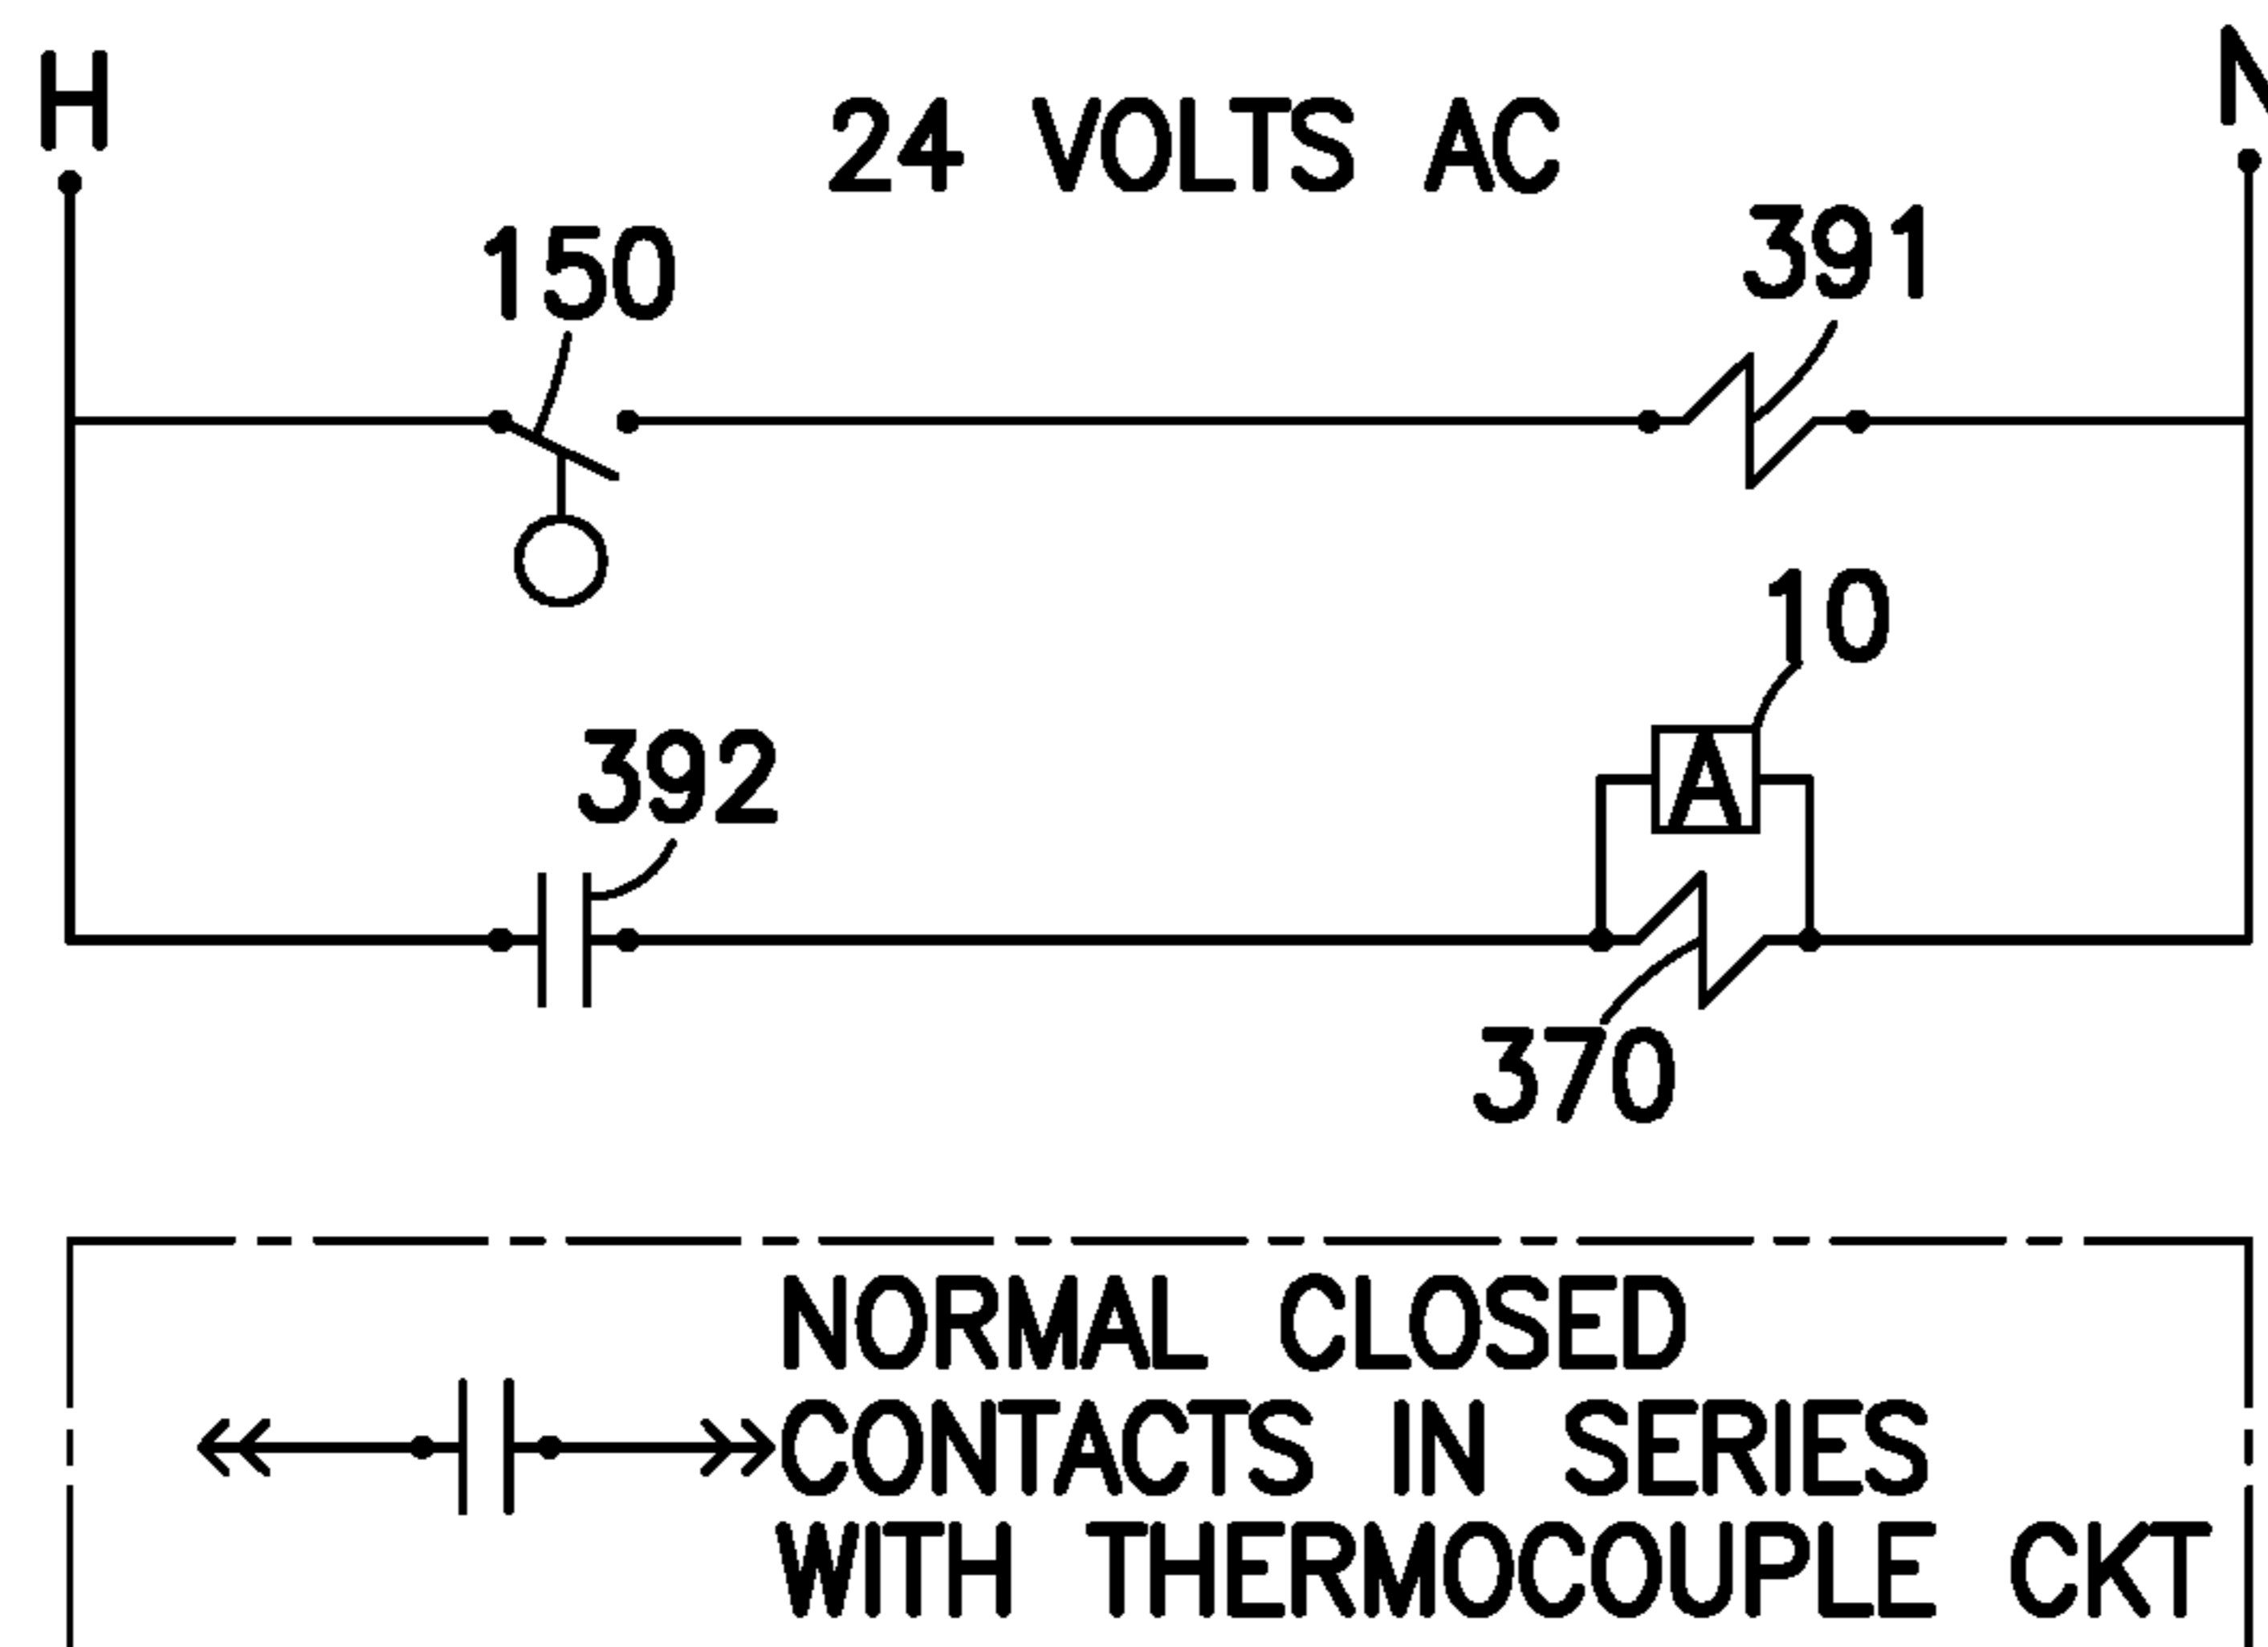 H
N
24 VOLTS AC
150
391
10
A
392
370
NORMAL CLOSED
CONTACTS IN SERIES
WITH THERMOCOUPLE CKT